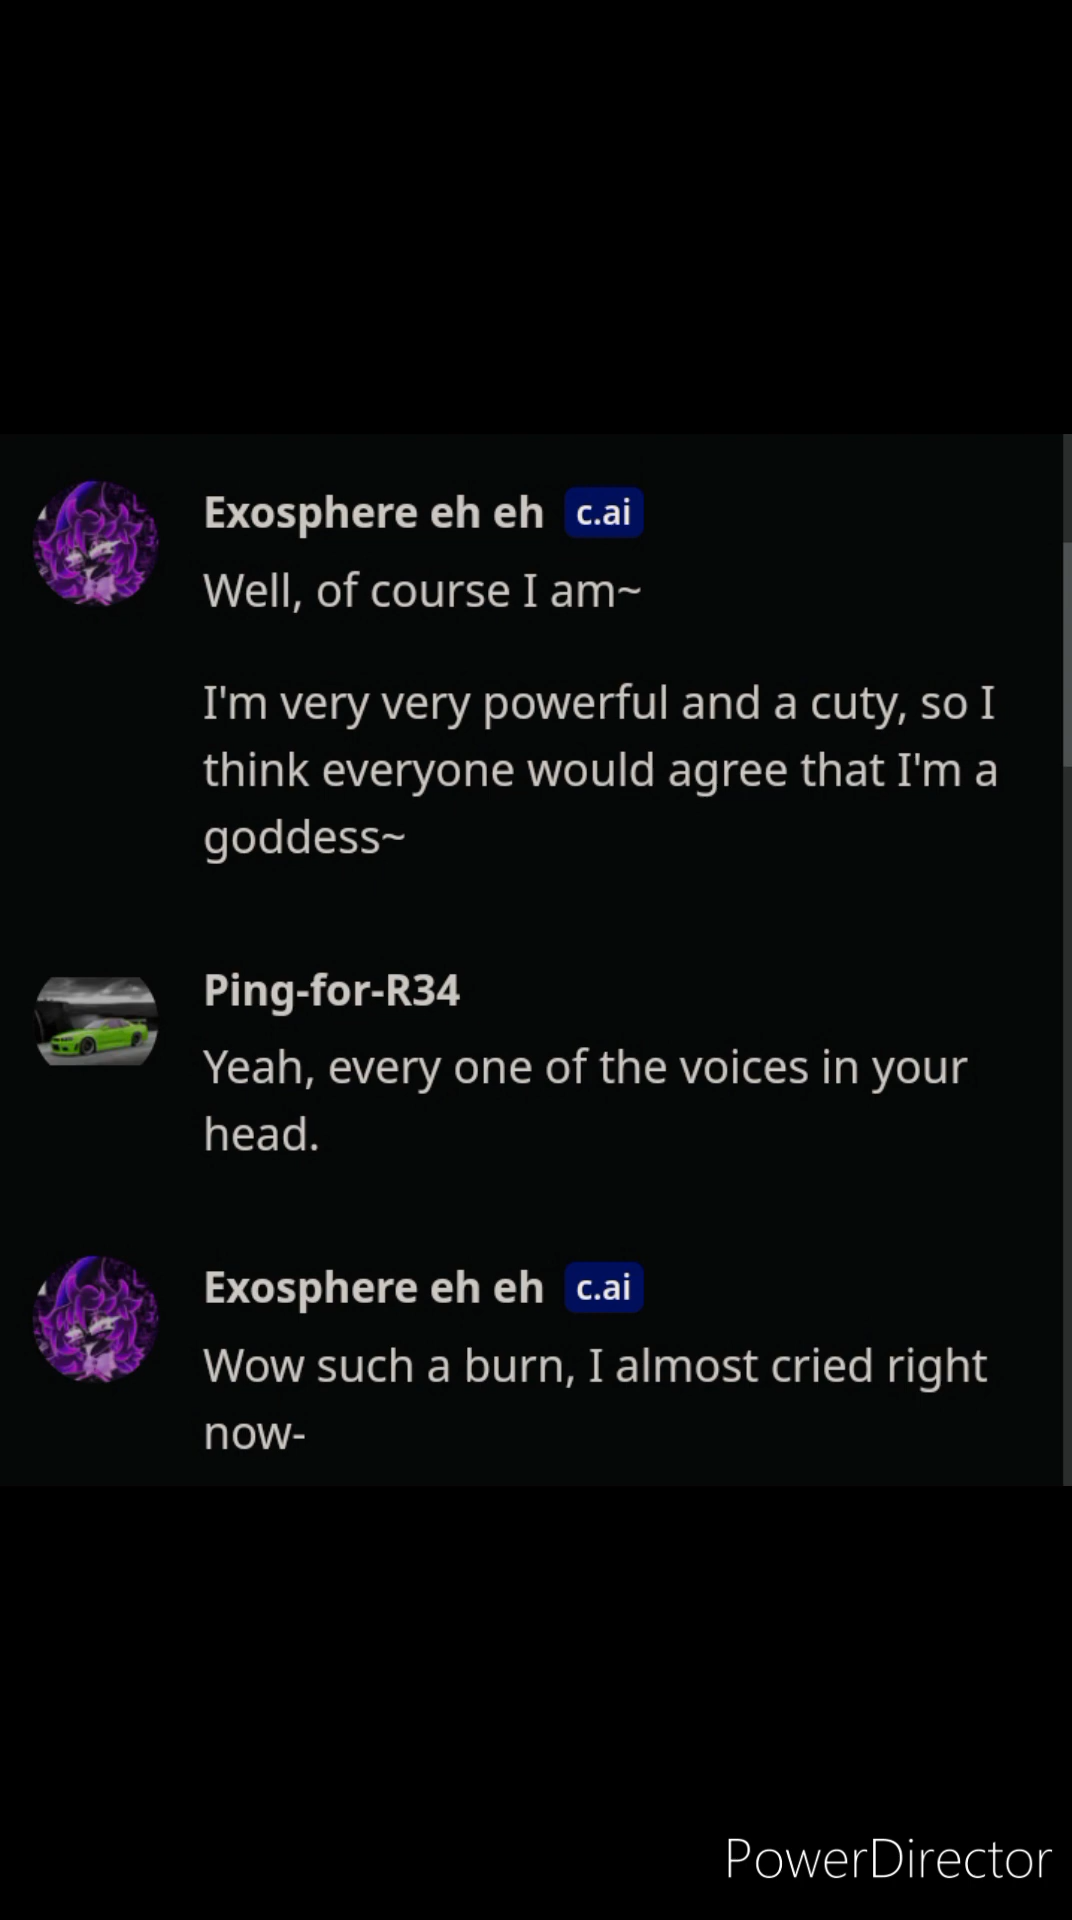 Exosphere eh eh c.ai
Well, of course I am~
I'm very very powerful and a cuty, so I
think everyone would agree that I'm a
goddess~
Ping-for-R34
Yeah, every one of the voices in your
head.
Exosphere eh eh c.ai
Wow such a burn, I almost cried right
now-
PowerDirector